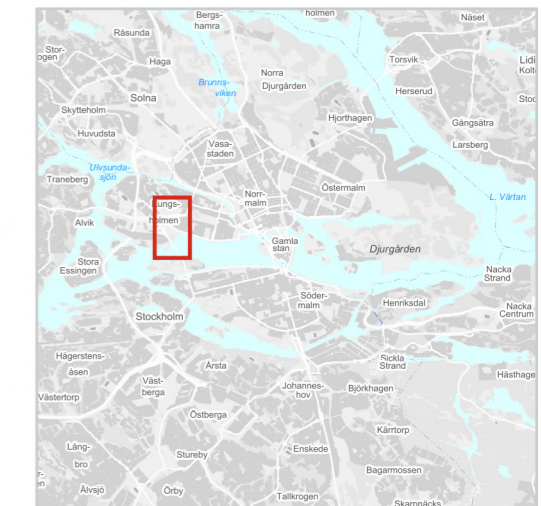 Bergs-
hamra
holmen
Näset
Råsunda
Stor-
ogen
Haga
Torsvik
Lidi
Kolt
Brunns-
viken
Norra
Djurgården
Herserud
Stoc
Solna
Skytteholm
Hjorthagen
Gångsätra
Huvudsta
Larsberg
Vasa-
staden
Ulvsunda-
sjön
Traneberg
Östermalm
Norr-
malm
L. Värtan
ungs-
holmen
Alvik
Gamla
stan
Djurgården
Stora
Essingen
Nacka
Strand
Söder-
malm
Henriksdal
Nacka
Centrum
Stockholm
Hägerstens-
åsen
Årsta
Sickla
Strand
Hästhage
Väst-
berga
Johannes-
hov
Björkhagen
Västertorp
Östberga
Kärrtorp
Lång-
bro
Enskede
Stureby
Bagarmossen
Älvsjö
Örby
Tallkrogen
Skarpnäcks